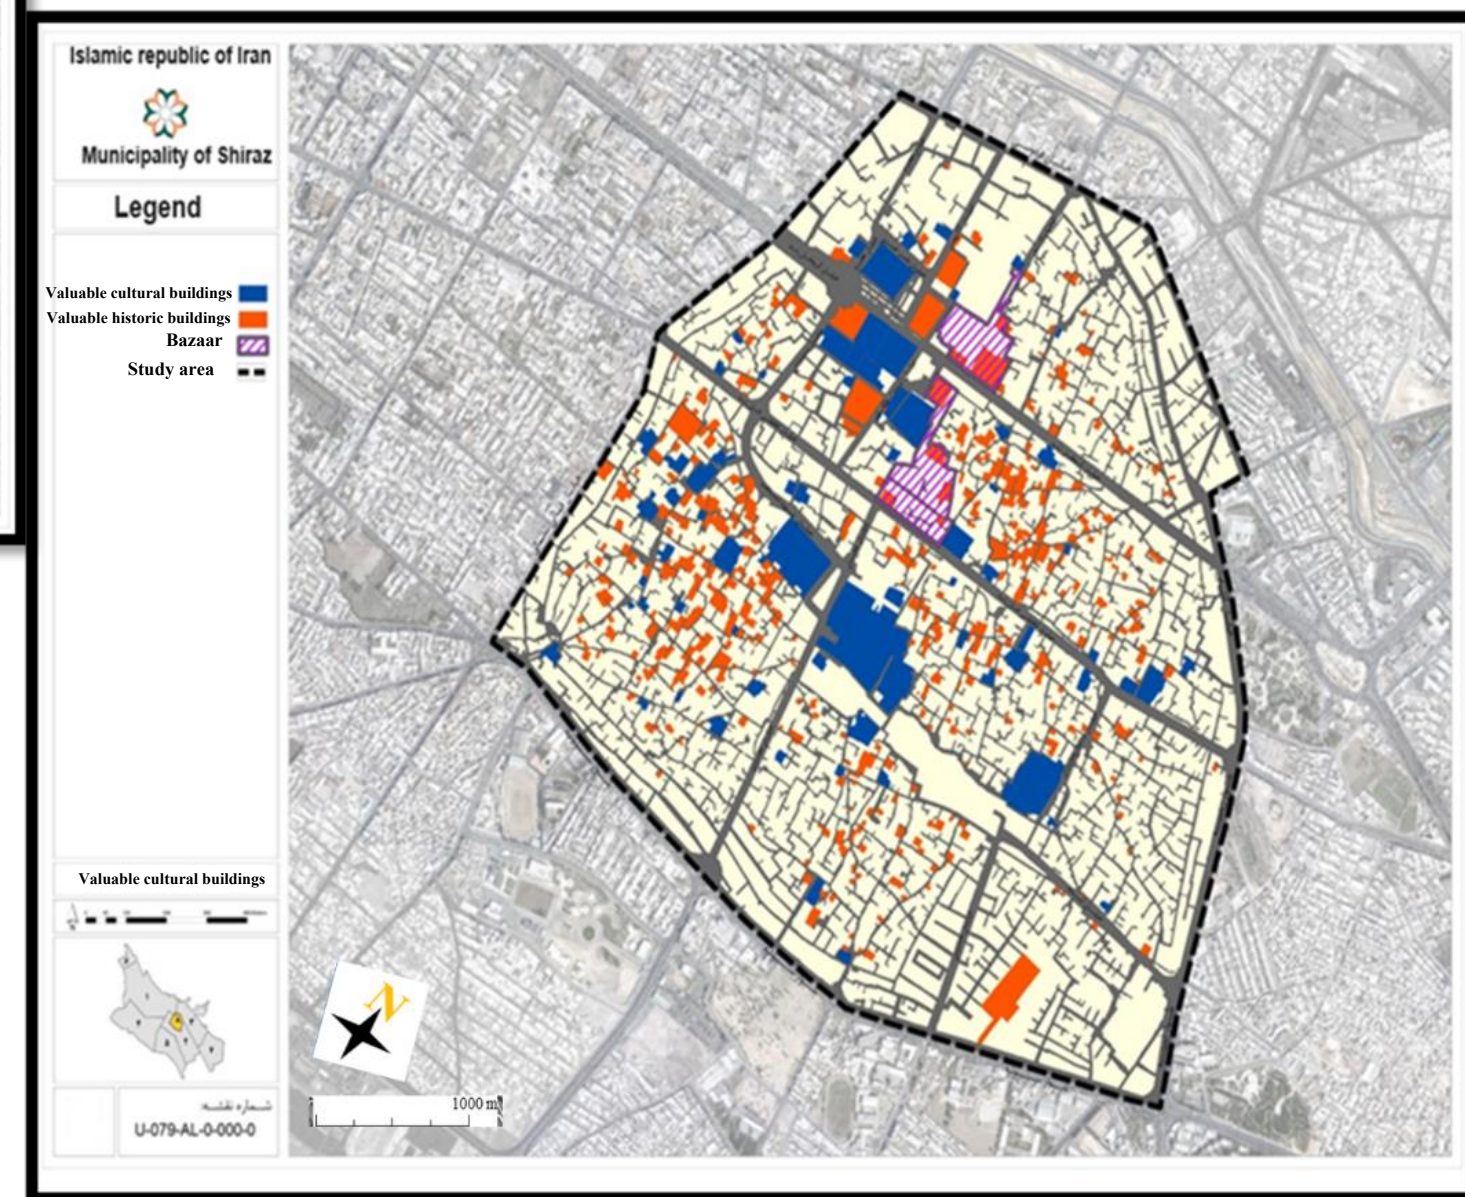 Islamic republic of Iran
Municipality of Shiraz
Legend
Valuable cultural buildings
Valuable historic buildings
Bazaar
Study area
Valuable cultural buildings
شماره نقشه:
U-079-AL-0-000-0
N
1000 m